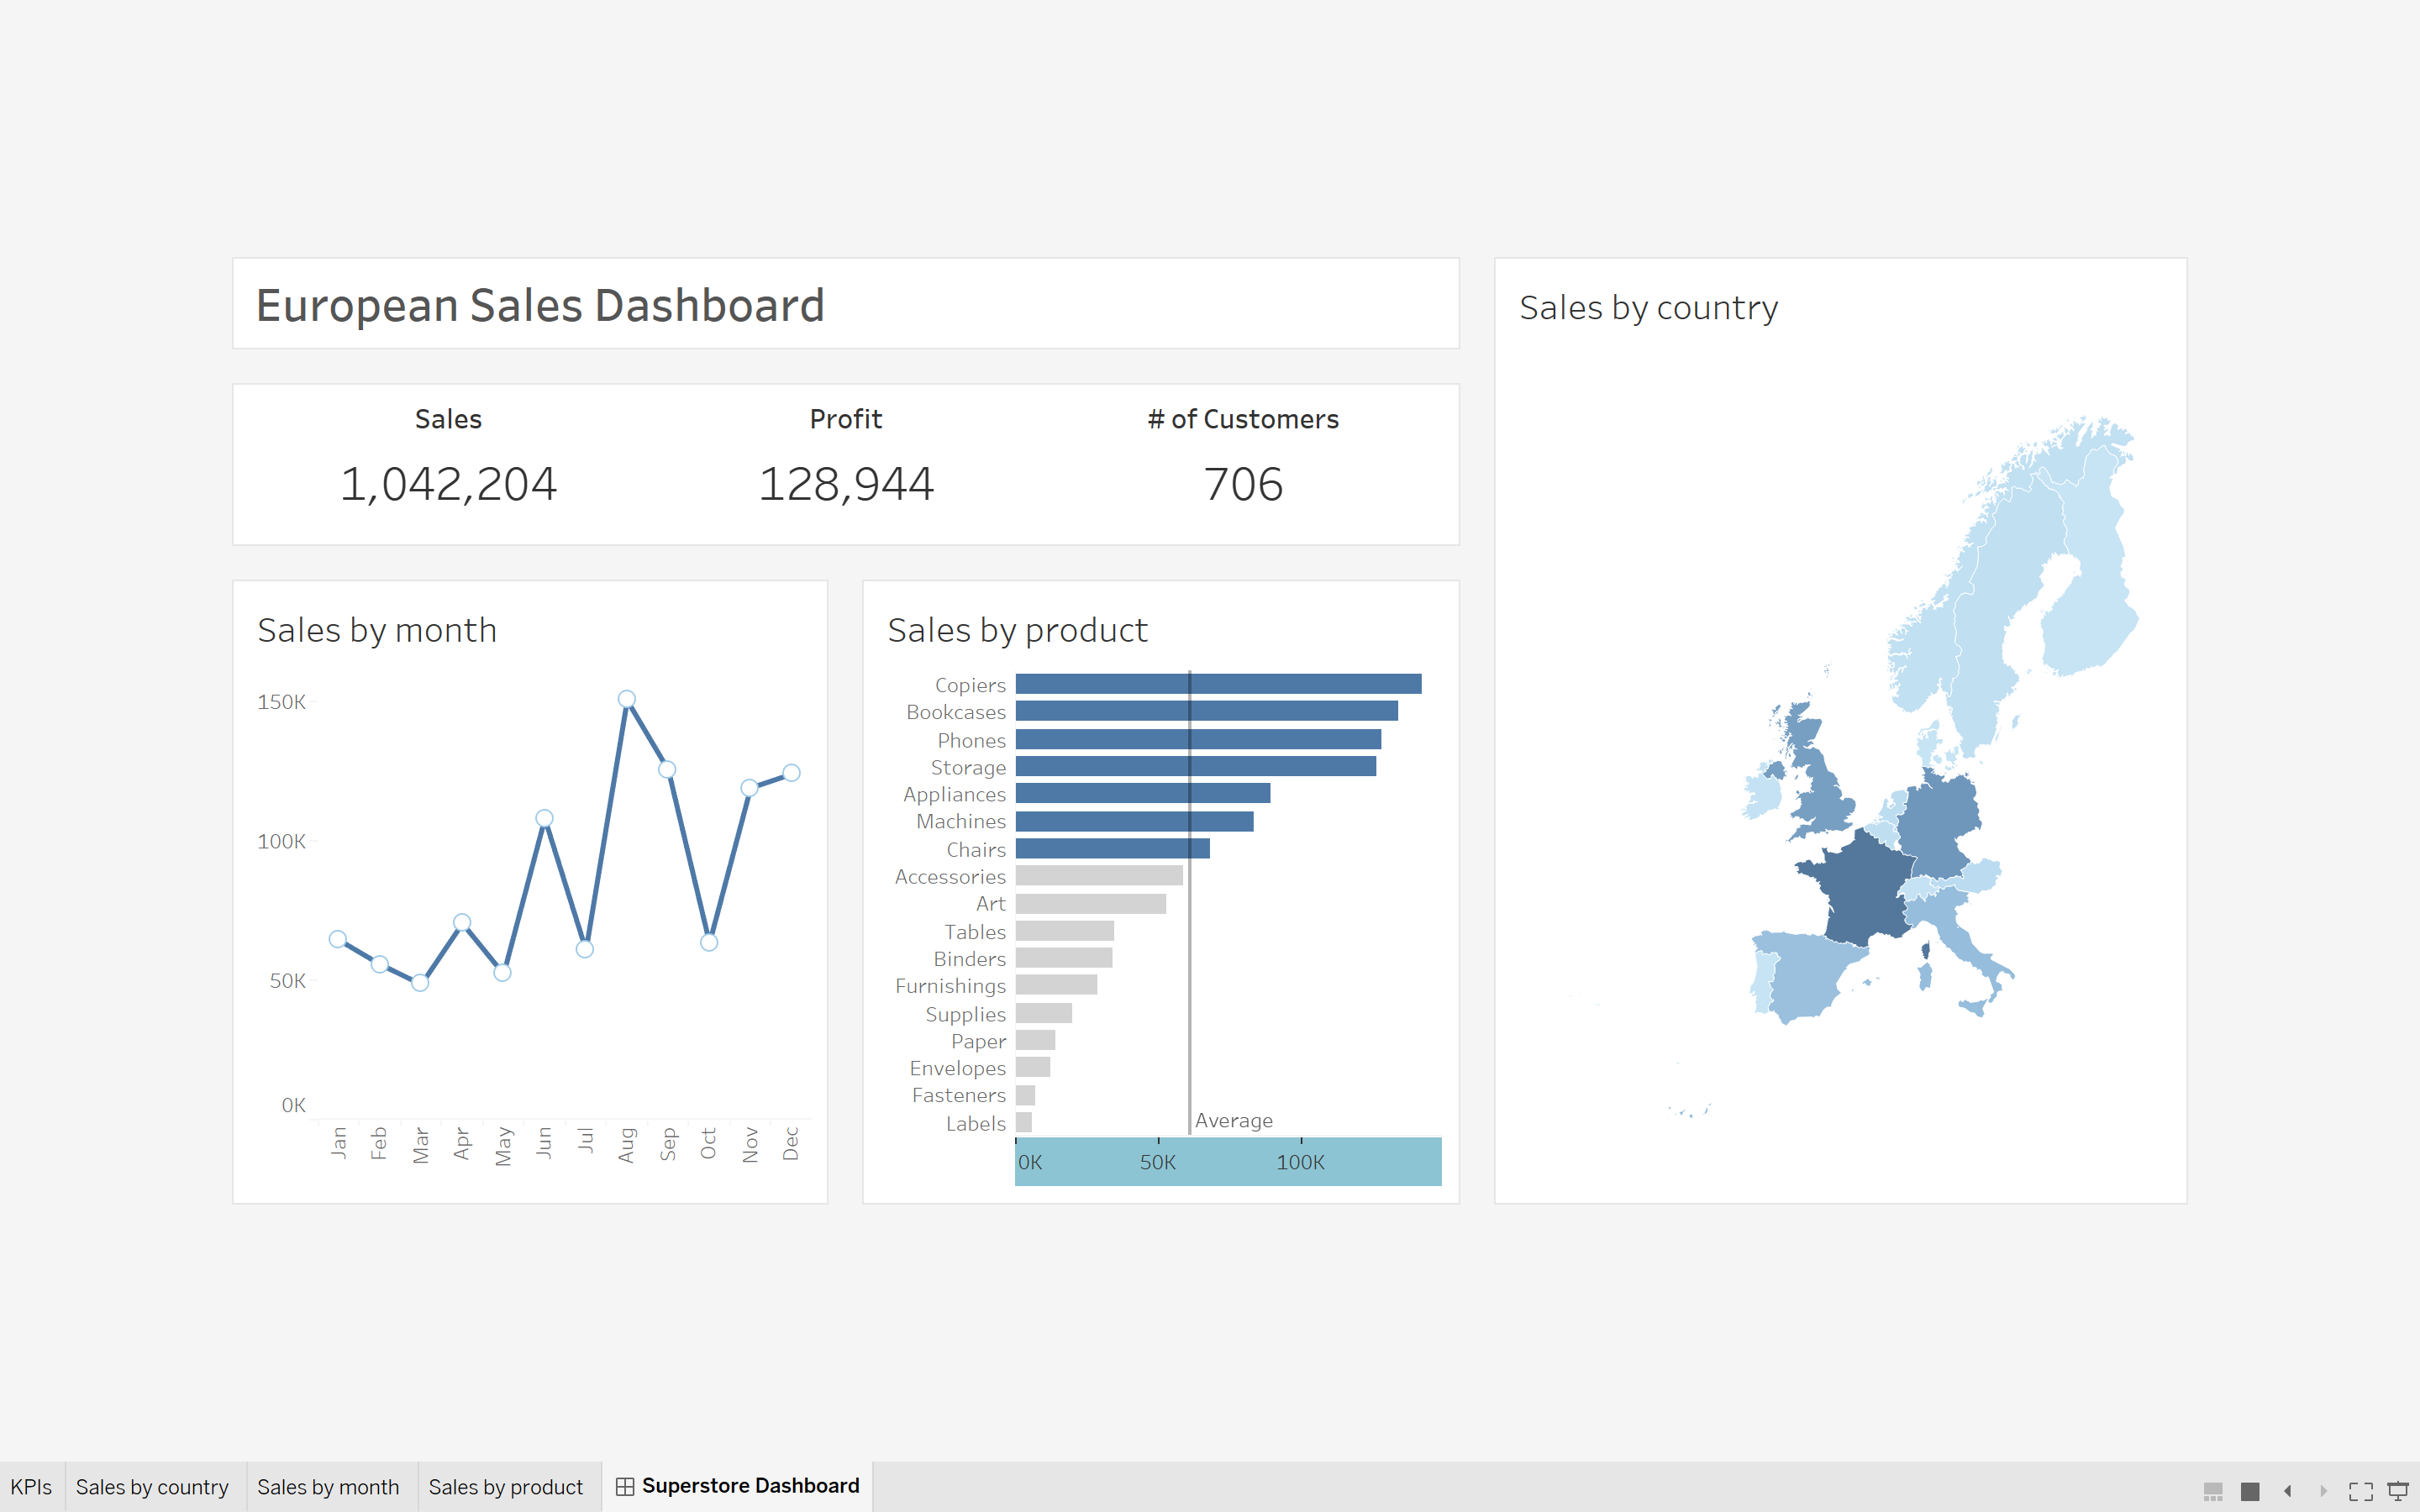 European Sales Dashboard
Sales Profit # of Customers
1,042,204 128,944 706
Sales by month
150K
100K
50K
0K
Jan Feb Mar Apr May Jun Jul Aug Sep Oct Nov Dec
Sales by product
Copiers
Bookcases
Phones
Storage
Appliances
Machines
Chairs
Accessories
Art
Tables
Binders
Furnishings
Supplies
Paper
Envelopes
Fasteners
Labels
Average
0K 50K 100K
Sales by country
KPIs Sales by country Sales by month Sales by product Superstore Dashboard